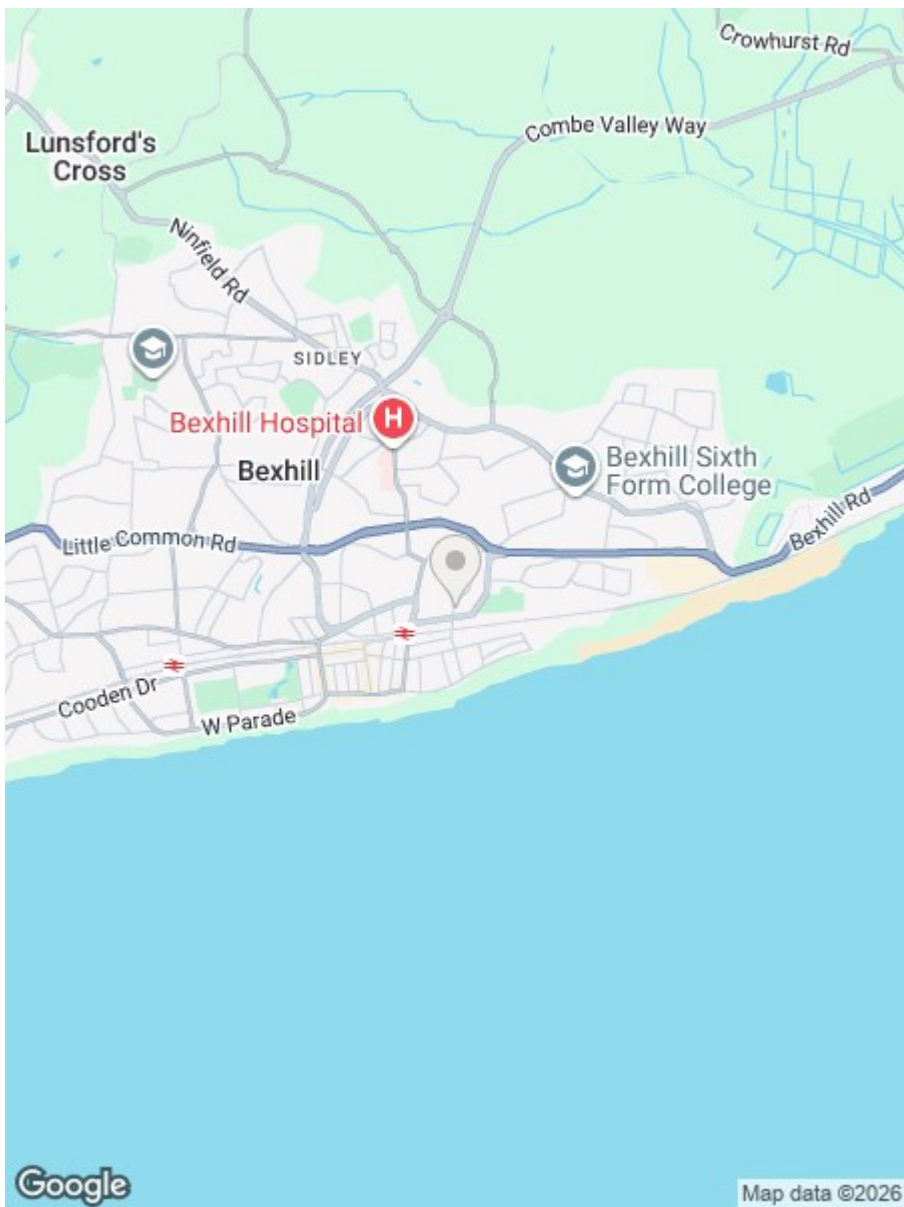 Crowhurst Rd
Combe Valley Way
Lunsford's
Cross
Ninfield Rd
SIDLEY
H
Bexhill Hospital
Bexhill
Bexhill Sixth
Form College
Bexhill Rd
Little Common Rd
Cooden Dr
W Parade
Google
Map data ©2026